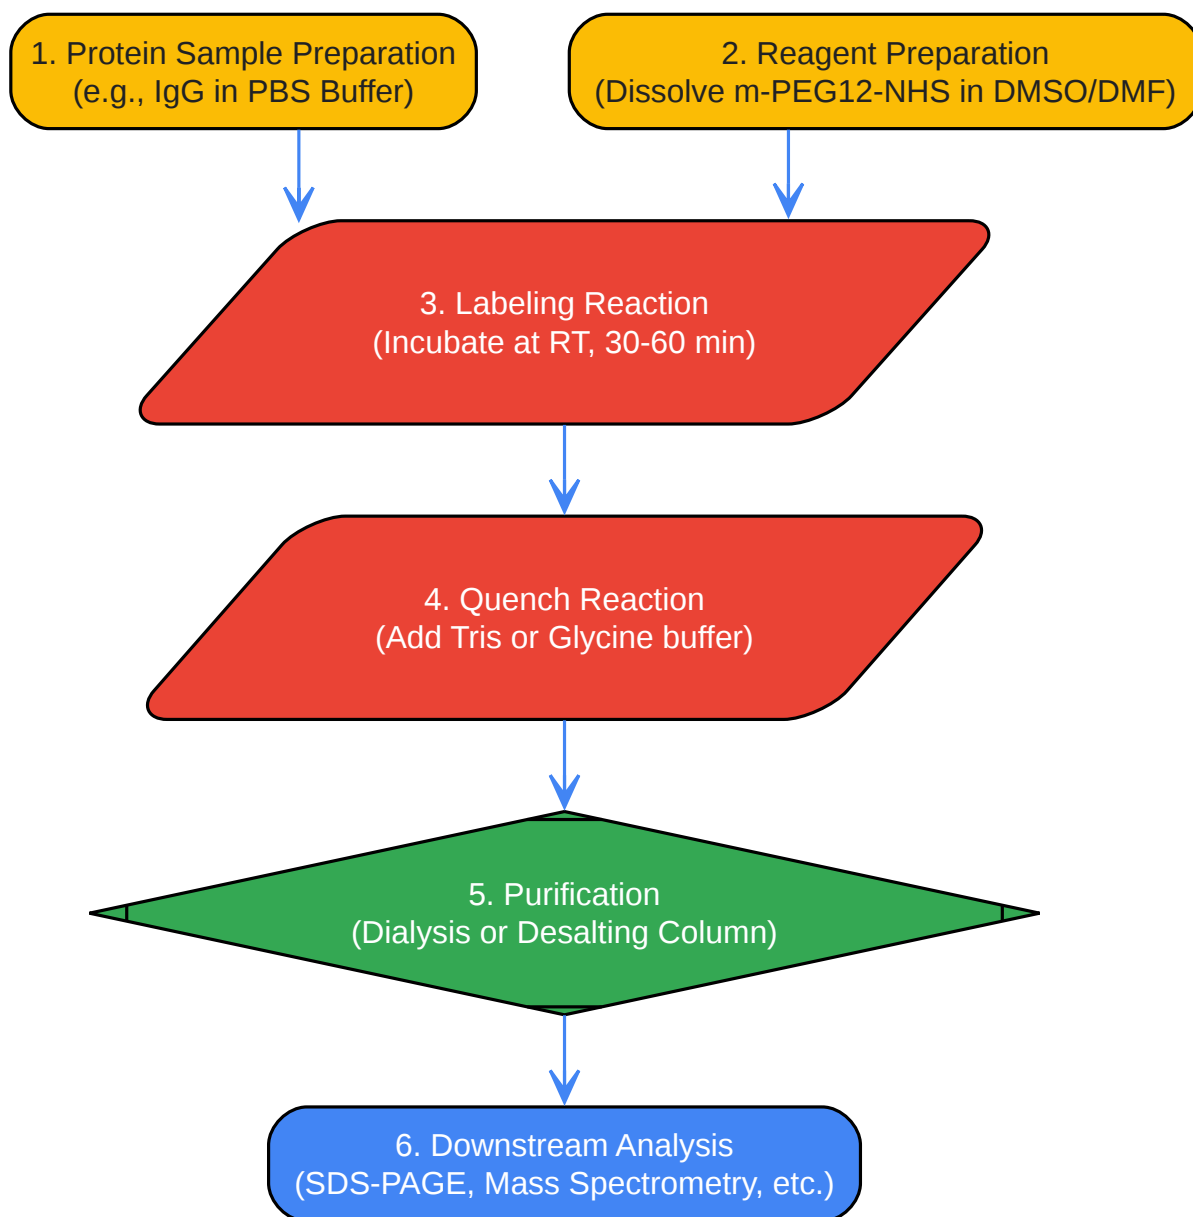 1. Protein Sample Preparation
(e.g., IgG in PBS Buffer)
2. Reagent Preparation
(Dissolve m-PEG12-NHS in DMSO/DMF)
3. Labeling Reaction
(Incubate at RT, 30-60 min)
4. Quench Reaction
(Add Tris or Glycine buffer)
5. Purification
(Dialysis or Desalting Column)
6. Downstream Analysis
(SDS-PAGE, Mass Spectrometry, etc.)